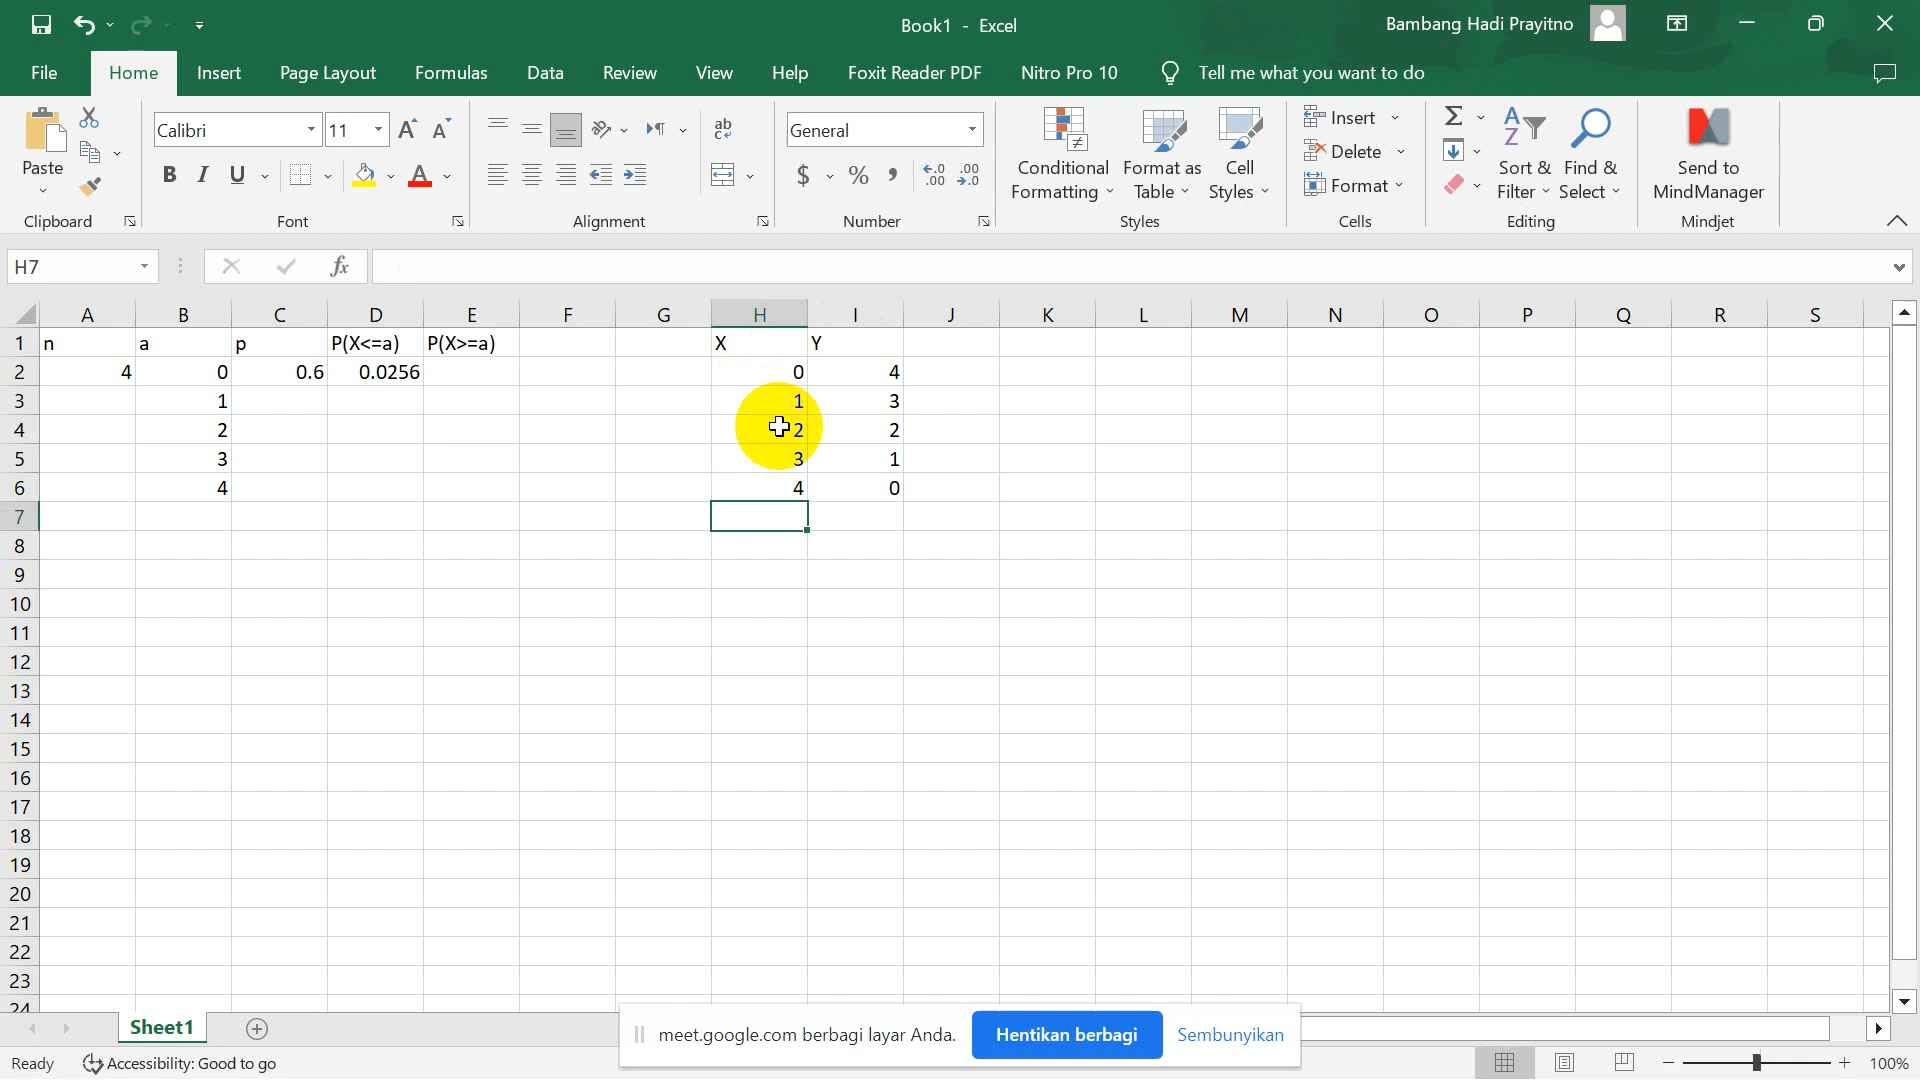 Book1 - Excel
Bambang Hadi Prayitno
File Home Insert Page Layout Formulas Data Review View Help Foxit Reader PDF Nitro Pro 10 Tell me what you want to do
Paste
Clipboard
Calibri 11
B I U A
Font
ab
Alignment
General
$ % ,
Number
Conditional Formatting
Format as Table
Cell Styles
Styles
Insert
Delete
Format
Cells
Sort & Filter
Find & Select
Editing
Send to MindManager
Mindjet
H7
fx
A B C D E F G H I J K L M N O P Q R S
1 n a p P(X<=a) P(X>=a) X Y
2 4 0 0.6 0.0256 0 4
3 1 1 3
4 2 2 2
5 3 3 1
6 4 4 0
7
8
9
10
11
12
13
14
15
16
17
18
19
20
21
22
23
24
Sheet1
meet.google.com berbagi layar Anda. Hentikan berbagi Sembunyikan
Ready Accessibility: Good to go 100%